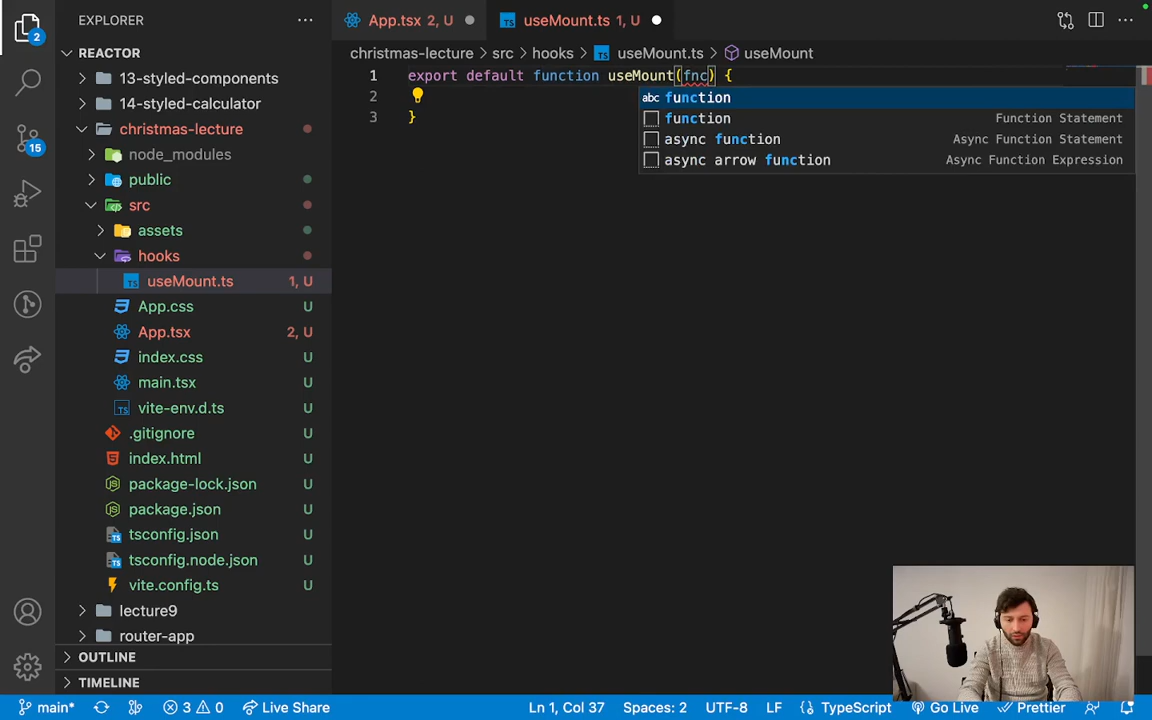 EXPLORER
REACTOR
13-styled-components
14-styled-calculator
christmas-lecture
node_modules
public
src
assets
hooks
useMount.ts 1, U
App.css U
App.tsx 2, U
index.css U
main.tsx U
vite-env.d.ts U
.gitignore U
index.html U
package-lock.json U
package.json U
tsconfig.json U
tsconfig.node.json U
vite.config.ts U
lecture9
router-app
OUTLINE
TIMELINE
2
15
App.tsx 2, U
useMount.ts 1, U
christmas-lecture > src > hooks > TS useMount.ts > useMount
1 export default function useMount(fnc) {
2
3 }
abc function
function Function Statement
async function Async Function Statement
async arrow function Async Function Expression
main* 3 0 Live Share Ln 1, Col 37 Spaces: 2 UTF-8 LF TypeScript Go Live Prettier